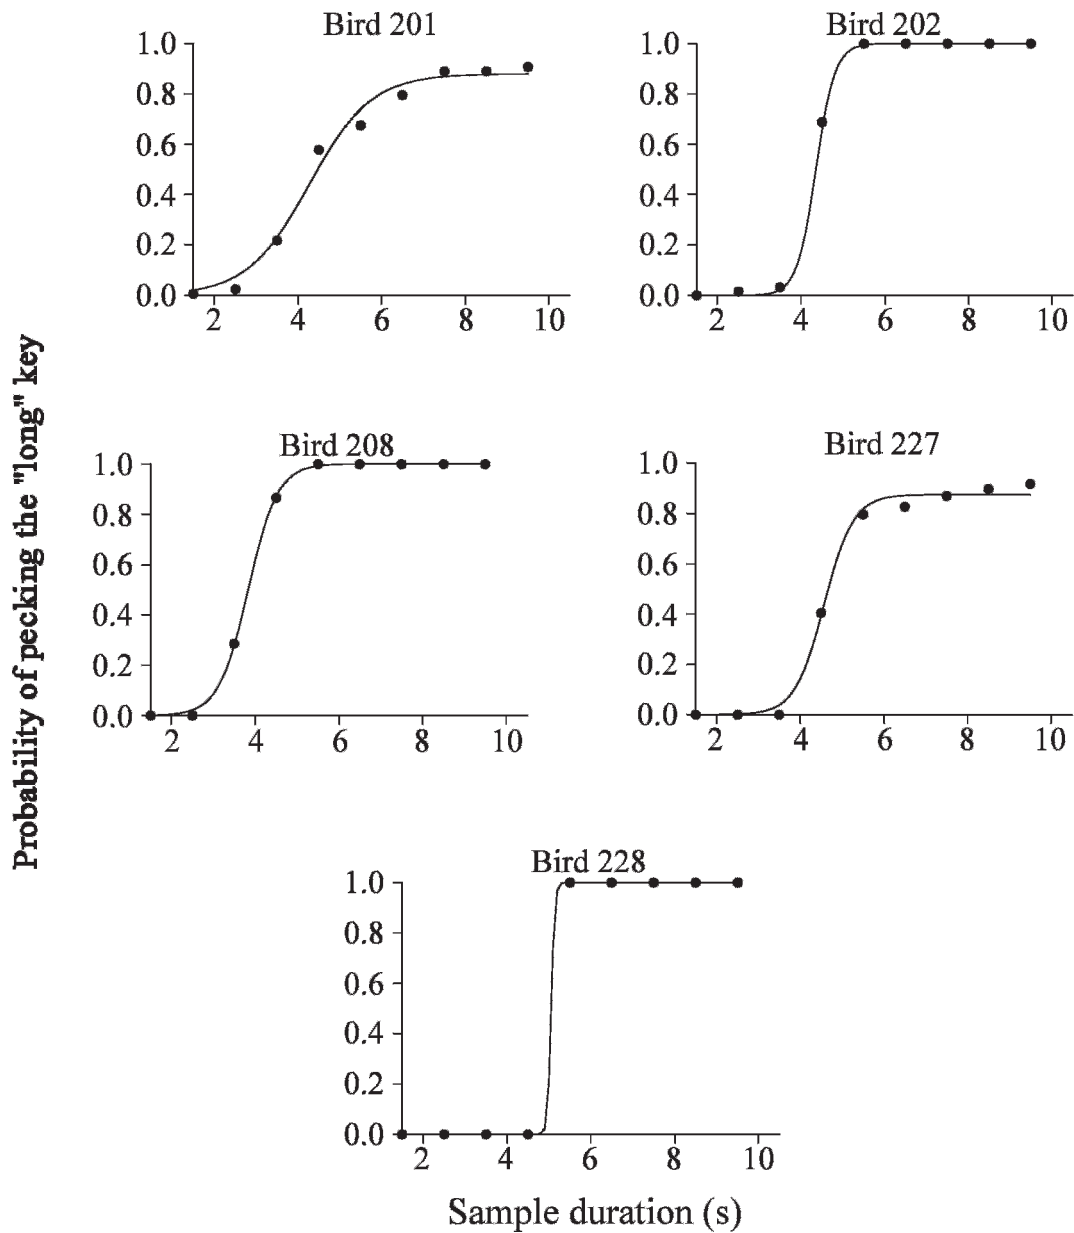 Bird 201
1.0
0.8
0.6
0.4
0.2
0.0
2 4 6 8 10
Bird 202
1.0
0.8
0.6
0.4
0.2
0.0
2 4 6 8 10
Probability of pecking the "long" key
Bird 208
1.0
0.8
0.6
0.4
0.2
0.0
2 4 6 8 10
Bird 227
1.0
0.8
0.6
0.4
0.2
0.0
2 4 6 8 10
Bird 228
1.0
0.8
0.6
0.4
0.2
0.0
2 4 6 8 10
Sample duration (s)